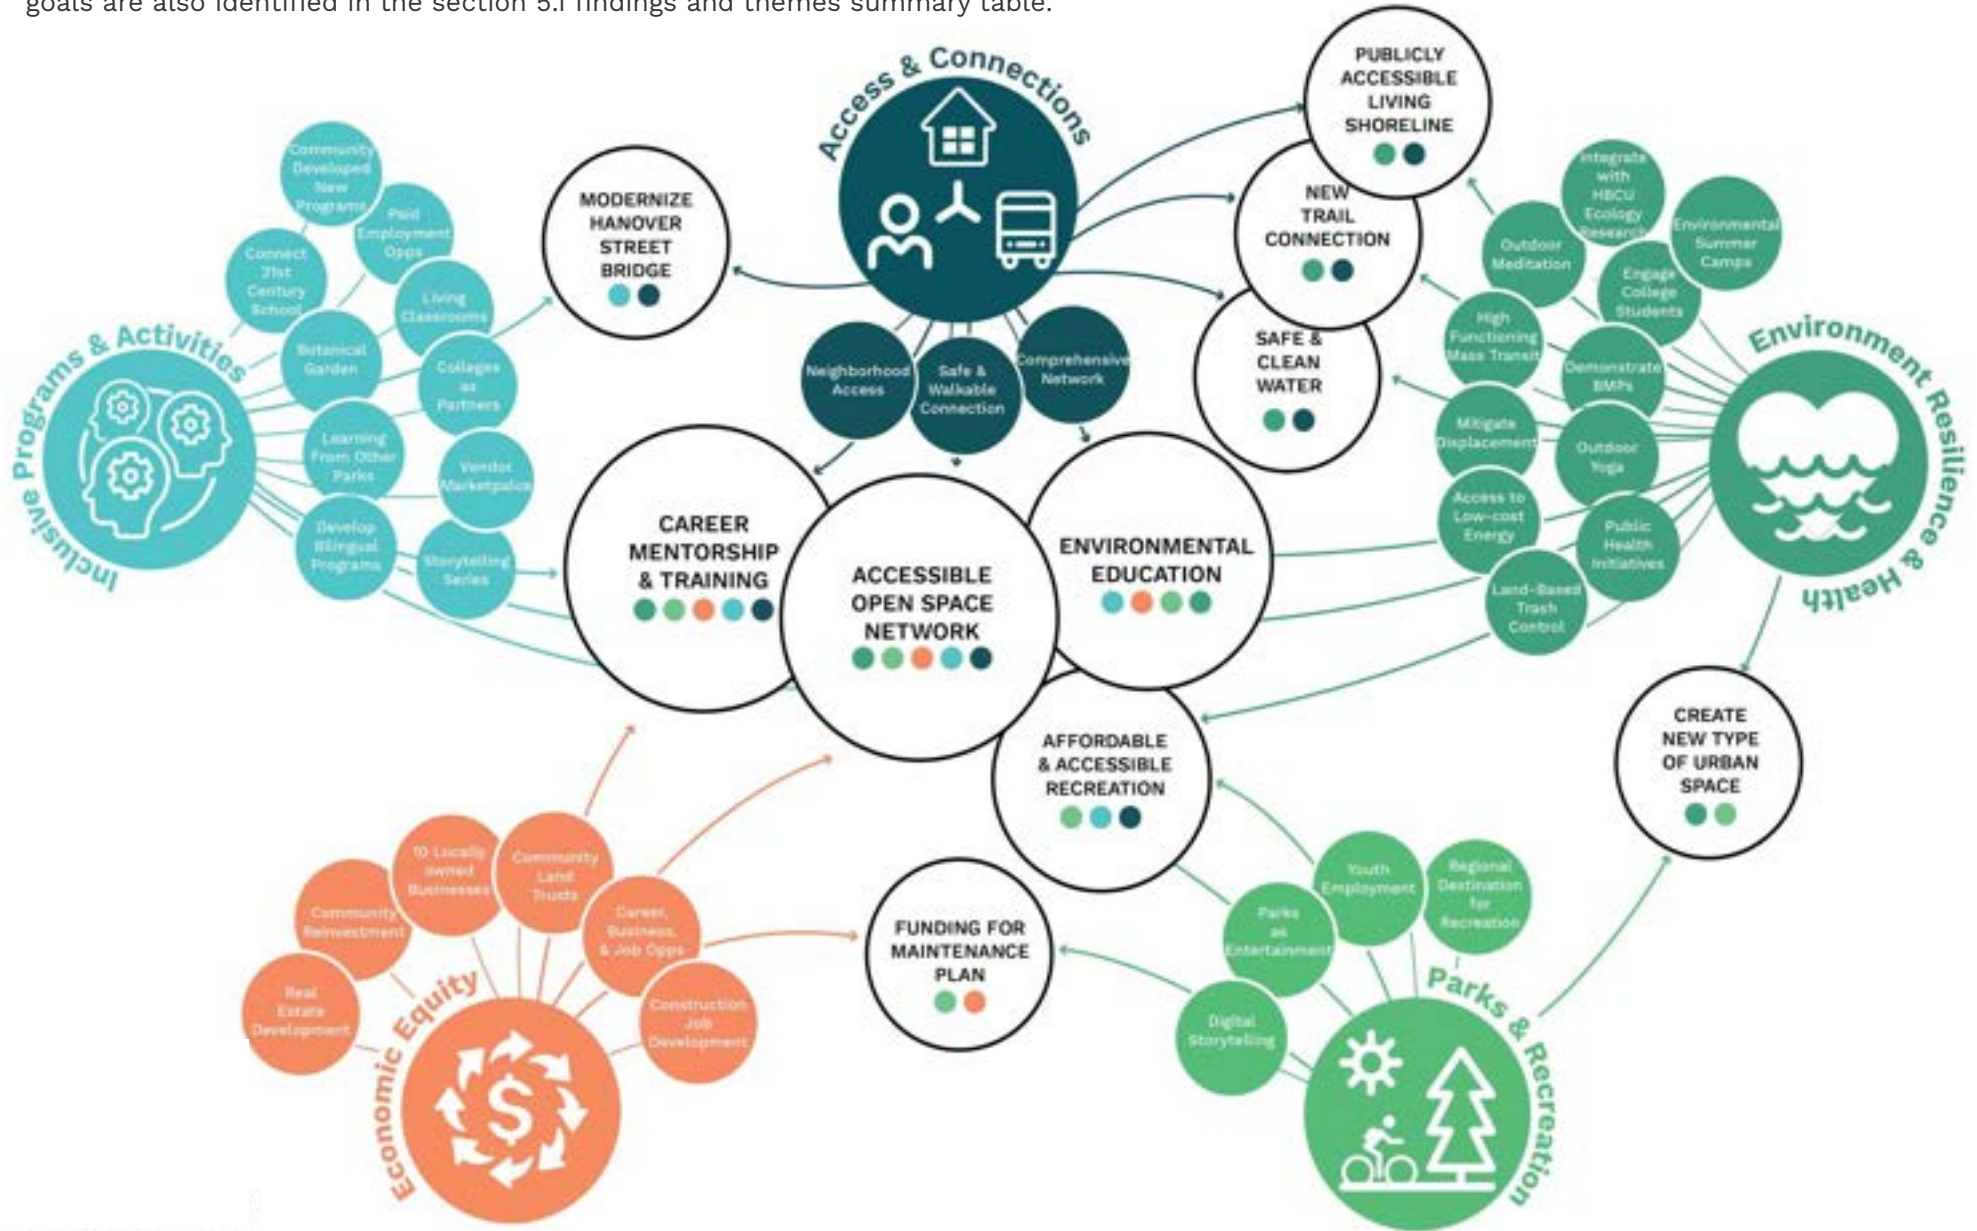 goals are also identified in the section 5.1 findings and themes summary table.
Access & Connections
PUBLICLY
ACCESSIBLE
LIVING
SHORELINE
NEW
TRAIL
CONNECTION
SAFE &
CLEAN
WATER
MODERNIZE
HANOVER
STREET
BRIDGE
Neighborhood
Access
Safe &
Walkable
Connection
Comprehensive
Network
Inclusive Programs & Activities
Community
Developed
New
Programs
Paid
Employment
Opps
Connect
21st
Century
School
Living
Classrooms
Botanical
Garden
Colleges
as
Partners
Learning
From Other
Parks
Vendor
Marketpalce
Develop
Bilingual
Programs
Storytelling
Series
Environment Resilience & Health
Integrate
with
HBCU
Ecology
Research
Environmental
Summer
Camps
Outdoor
Meditation
Engage
College
Students
High
Functioning
Mass Transit
Demonstrate
BMPs
Mitigate
Displacement
Outdoor
Yoga
Access to
Low-cost
Energy
Public
Health
Initiatives
Land-Based
Trash
Control
CAREER
MENTORSHIP
& TRAINING
ACCESSIBLE
OPEN SPACE
NETWORK
ENVIRONMENTAL
EDUCATION
AFFORDABLE
& ACCESSIBLE
RECREATION
CREATE
NEW TYPE
OF URBAN
SPACE
FUNDING FOR
MAINTENANCE
PLAN
Economic Equity
Real
Estate
Development
Community
Reinvestment
10 Locally
owned
Businesses
Community
Land
Trusts
Career,
Business,
& Job Opps
Construction
Job
Development
$
Parks & Recreation
Youth
Employment
Regional
Destination
for
Recreation
Parks
as
Entertainment
Digital
Storytelling